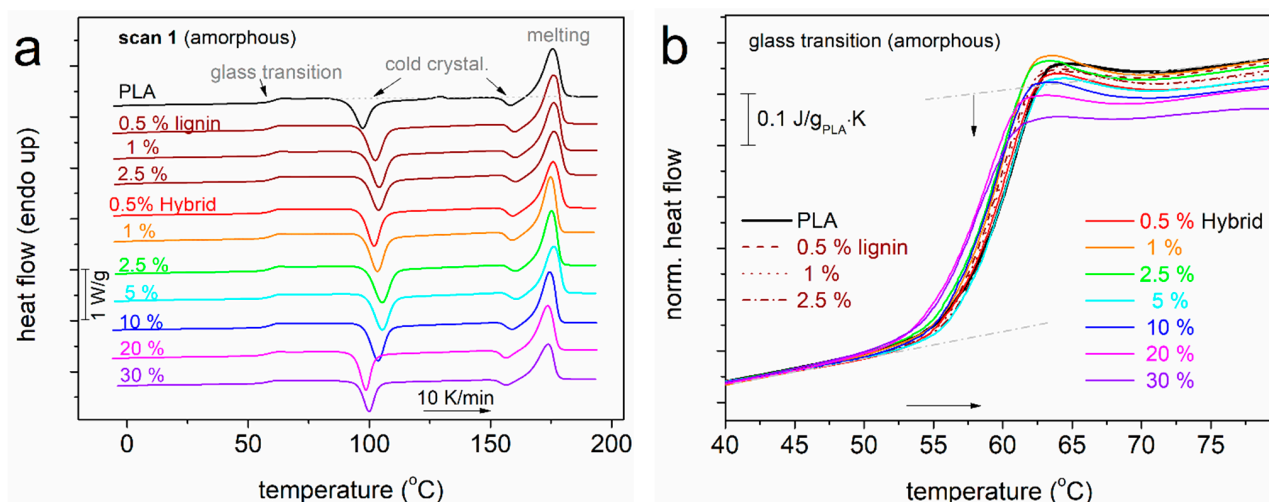 a
scan 1 (amorphous)
melting
glass transition
cold crystal.
PLA
0.5 % lignin
1 %
2.5 %
0.5% Hybrid
1 %
2.5 %
5 %
10 %
20 %
30 %
1 W/g
10 K/min
heat flow (endo up)
0 50 100 150 200
temperature (°C)
b
glass transition (amorphous)
0.1 J/gPLA·K
PLA
0.5 % lignin
1 %
2.5 %
0.5 % Hybrid
1 %
2.5 %
5 %
10 %
20 %
30 %
norm. heat flow
40 45 50 55 60 65 70 75
temperature (°C)